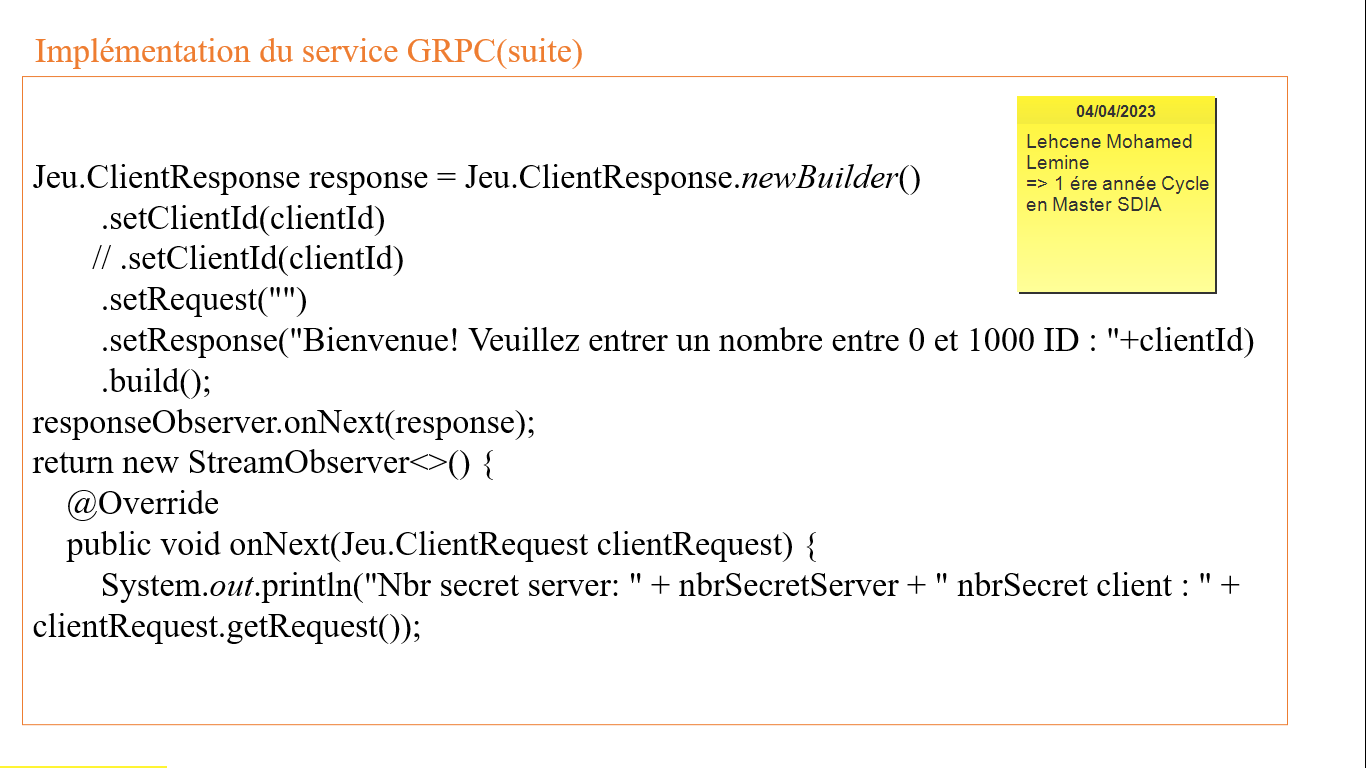 Implémentation du service GRPC(suite)
04/04/2023
Lehcene Mohamed
Lemine
=> 1 ére année Cycle
en Master SDIA
Jeu.ClientResponse response = Jeu.ClientResponse.newBuilder()
.setClientId(clientId)
// .setClientId(clientId)
.setRequest("")
.setResponse("Bienvenue! Veuillez entrer un nombre entre 0 et 1000 ID : "+clientId)
.build();
responseObserver.onNext(response);
return new StreamObserver<>() {
@Override
public void onNext(Jeu.ClientRequest clientRequest) {
System.out.println("Nbr secret server: " + nbrSecretServer + " nbrSecret client : " +
clientRequest.getRequest());